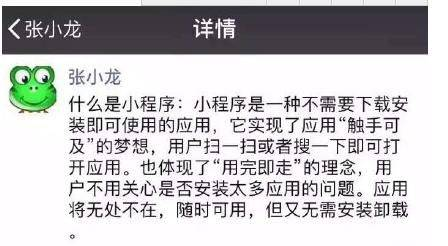 张小龙
详情
张小龙
什么是小程序：小程序是一种不需要下载安
装即可使用的应用，它实现了应用“触手可
及”的梦想，用户扫一扫或者搜一下即可打
开应用。也体现了“用完即走”的理念，用
户不用关心是否安装太多应用的问题。应用
将无处不在，随时可用，但又无需安装卸载
。